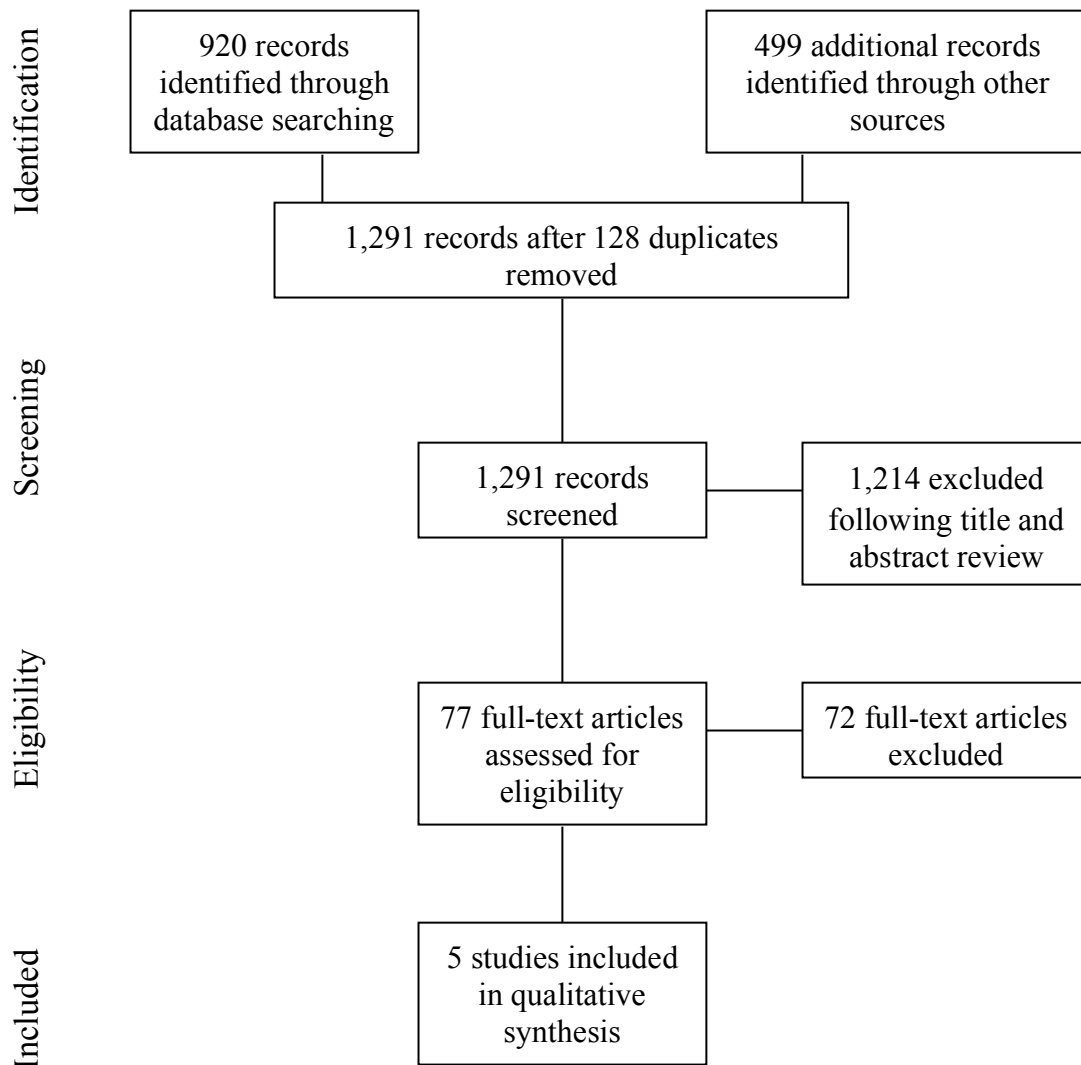 Identification
920 records
identified through
database searching
499 additional records
identified through other
sources
1,291 records after 128 duplicates
removed
Screening
1,291 records
screened
1,214 excluded
following title and
abstract review
Eligibility
77 full-text articles
assessed for
eligibility
72 full-text articles
excluded
Included
5 studies included
in qualitative
synthesis